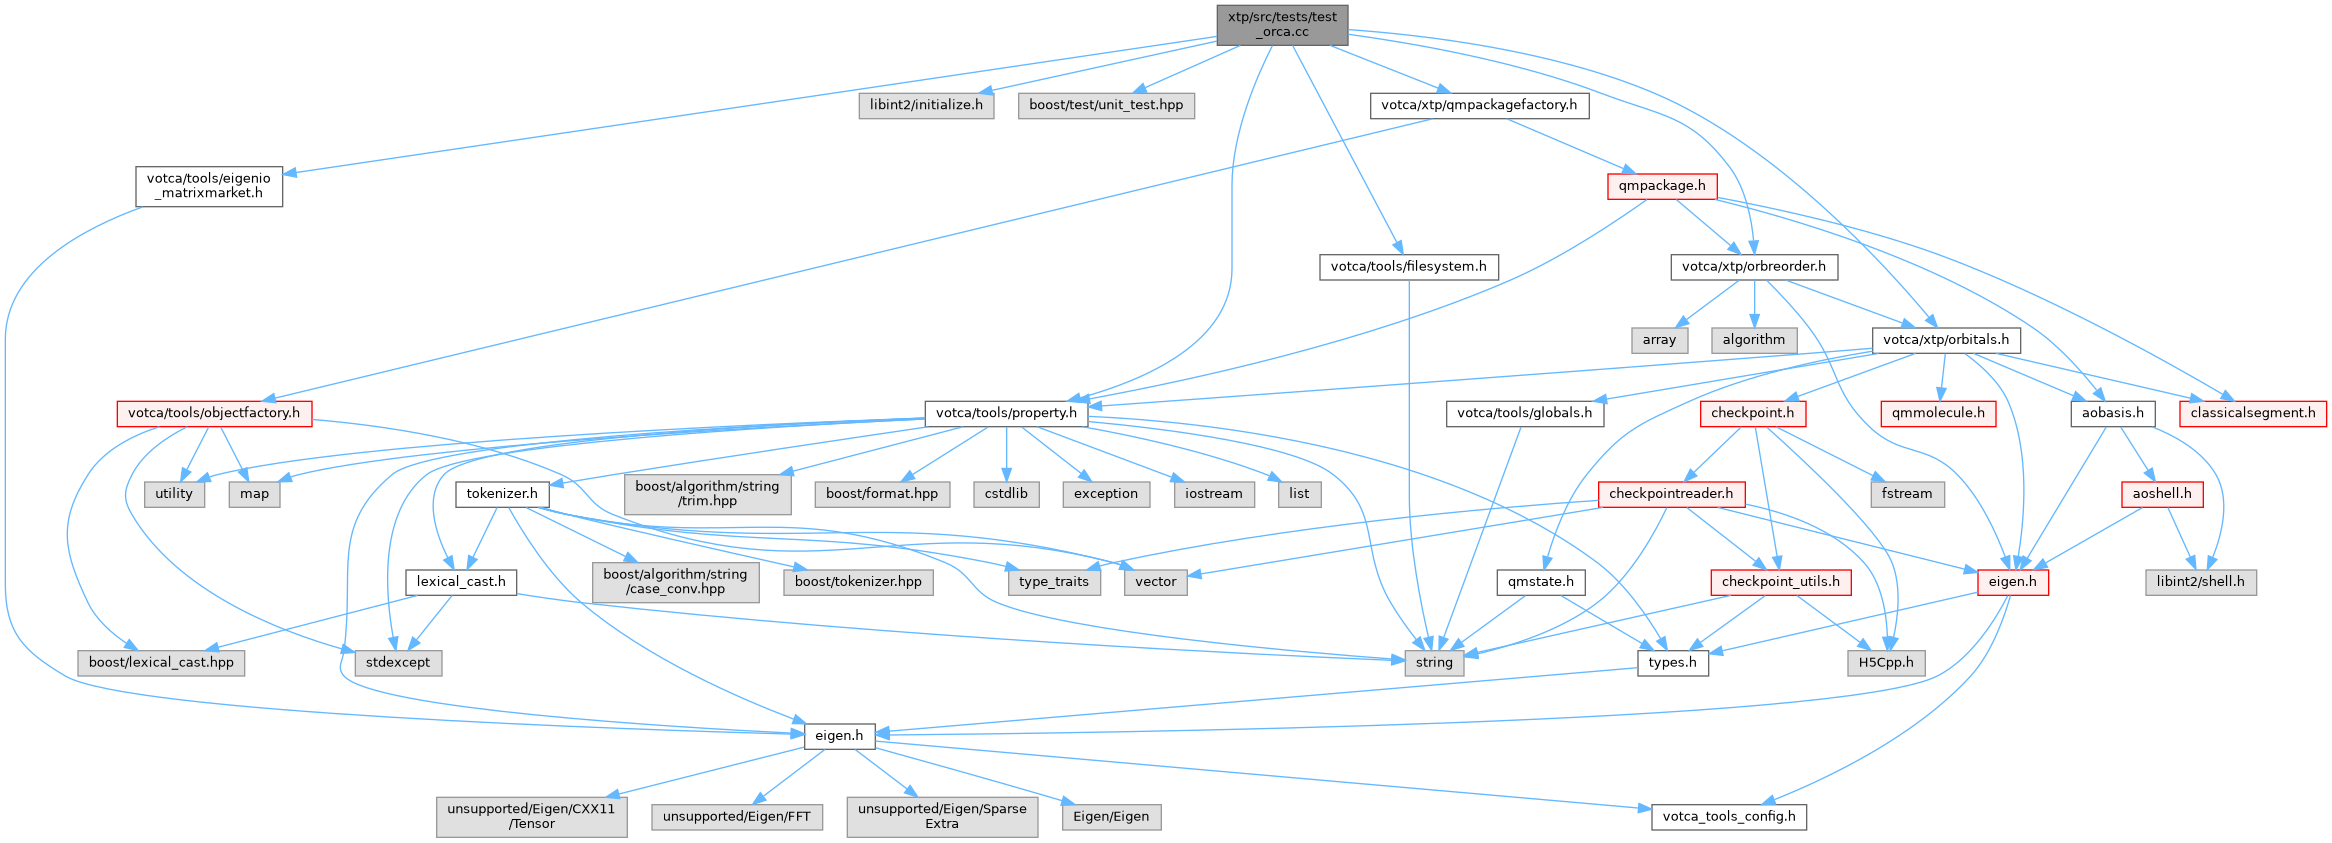 xtp/src/tests/test
_orca.cc
libint2/initialize.h
boost/test/unit_test.hpp
votca/xtp/qmpackagefactory.h
votca/tools/eigenio
_matrixmarket.h
qmpackage.h
votca/tools/filesystem.h
votca/xtp/orbreorder.h
array
algorithm
votca/xtp/orbitals.h
votca/tools/objectfactory.h
votca/tools/property.h
votca/tools/globals.h
checkpoint.h
qmmolecule.h
aobasis.h
classicalsegment.h
utility
map
tokenizer.h
boost/algorithm/string
/trim.hpp
boost/format.hpp
cstdlib
exception
iostream
list
checkpointreader.h
fstream
aoshell.h
lexical_cast.h
boost/algorithm/string
/case_conv.hpp
boost/tokenizer.hpp
type_traits
vector
qmstate.h
checkpoint_utils.h
eigen.h
libint2/shell.h
boost/lexical_cast.hpp
stdexcept
string
types.h
H5Cpp.h
eigen.h
unsupported/Eigen/CXX11
/Tensor
unsupported/Eigen/FFT
unsupported/Eigen/Sparse
Extra
Eigen/Eigen
votca_tools_config.h